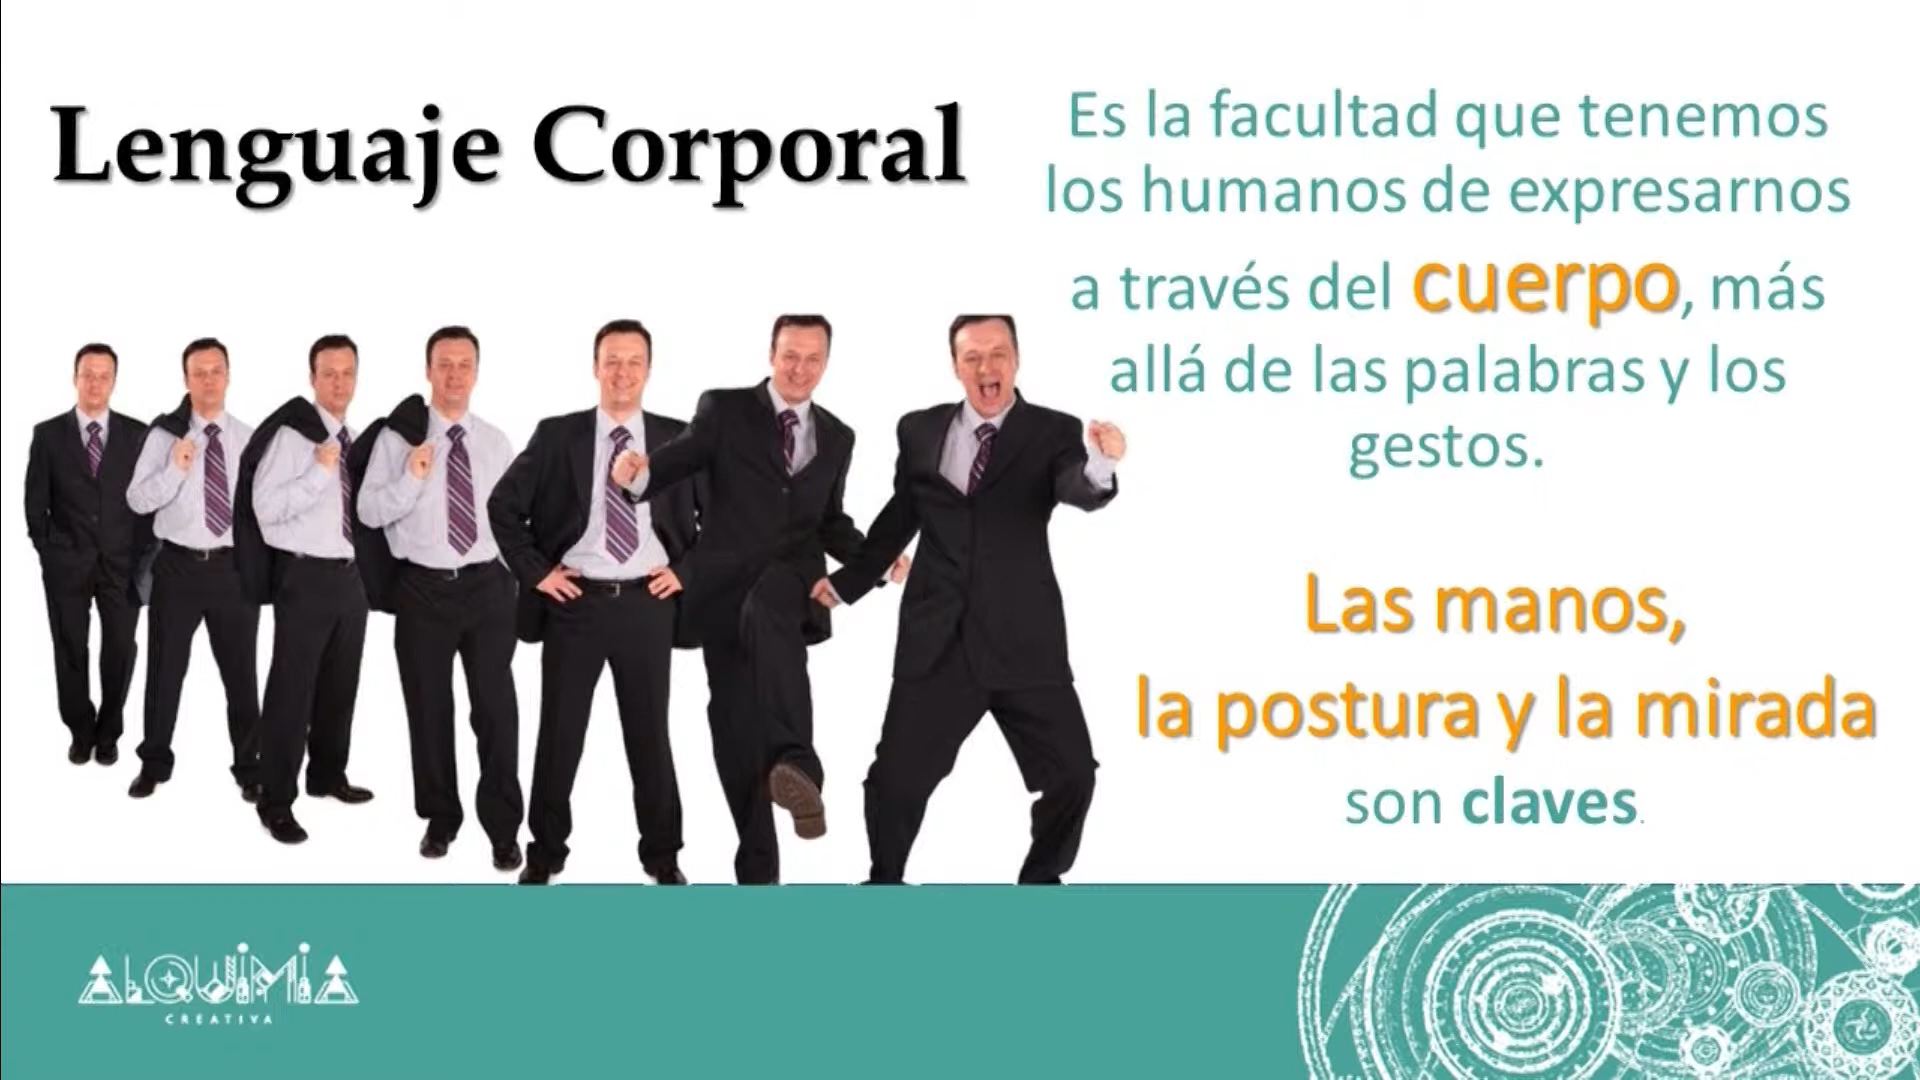 Lenguaje Corporal
Es la facultad que tenemos
los humanos de expresarnos
a través del cuerpo, más
allá de las palabras y los
gestos.
Las manos,
la postura y la mirada
son claves.
ALQUIMIA
CREATIVA